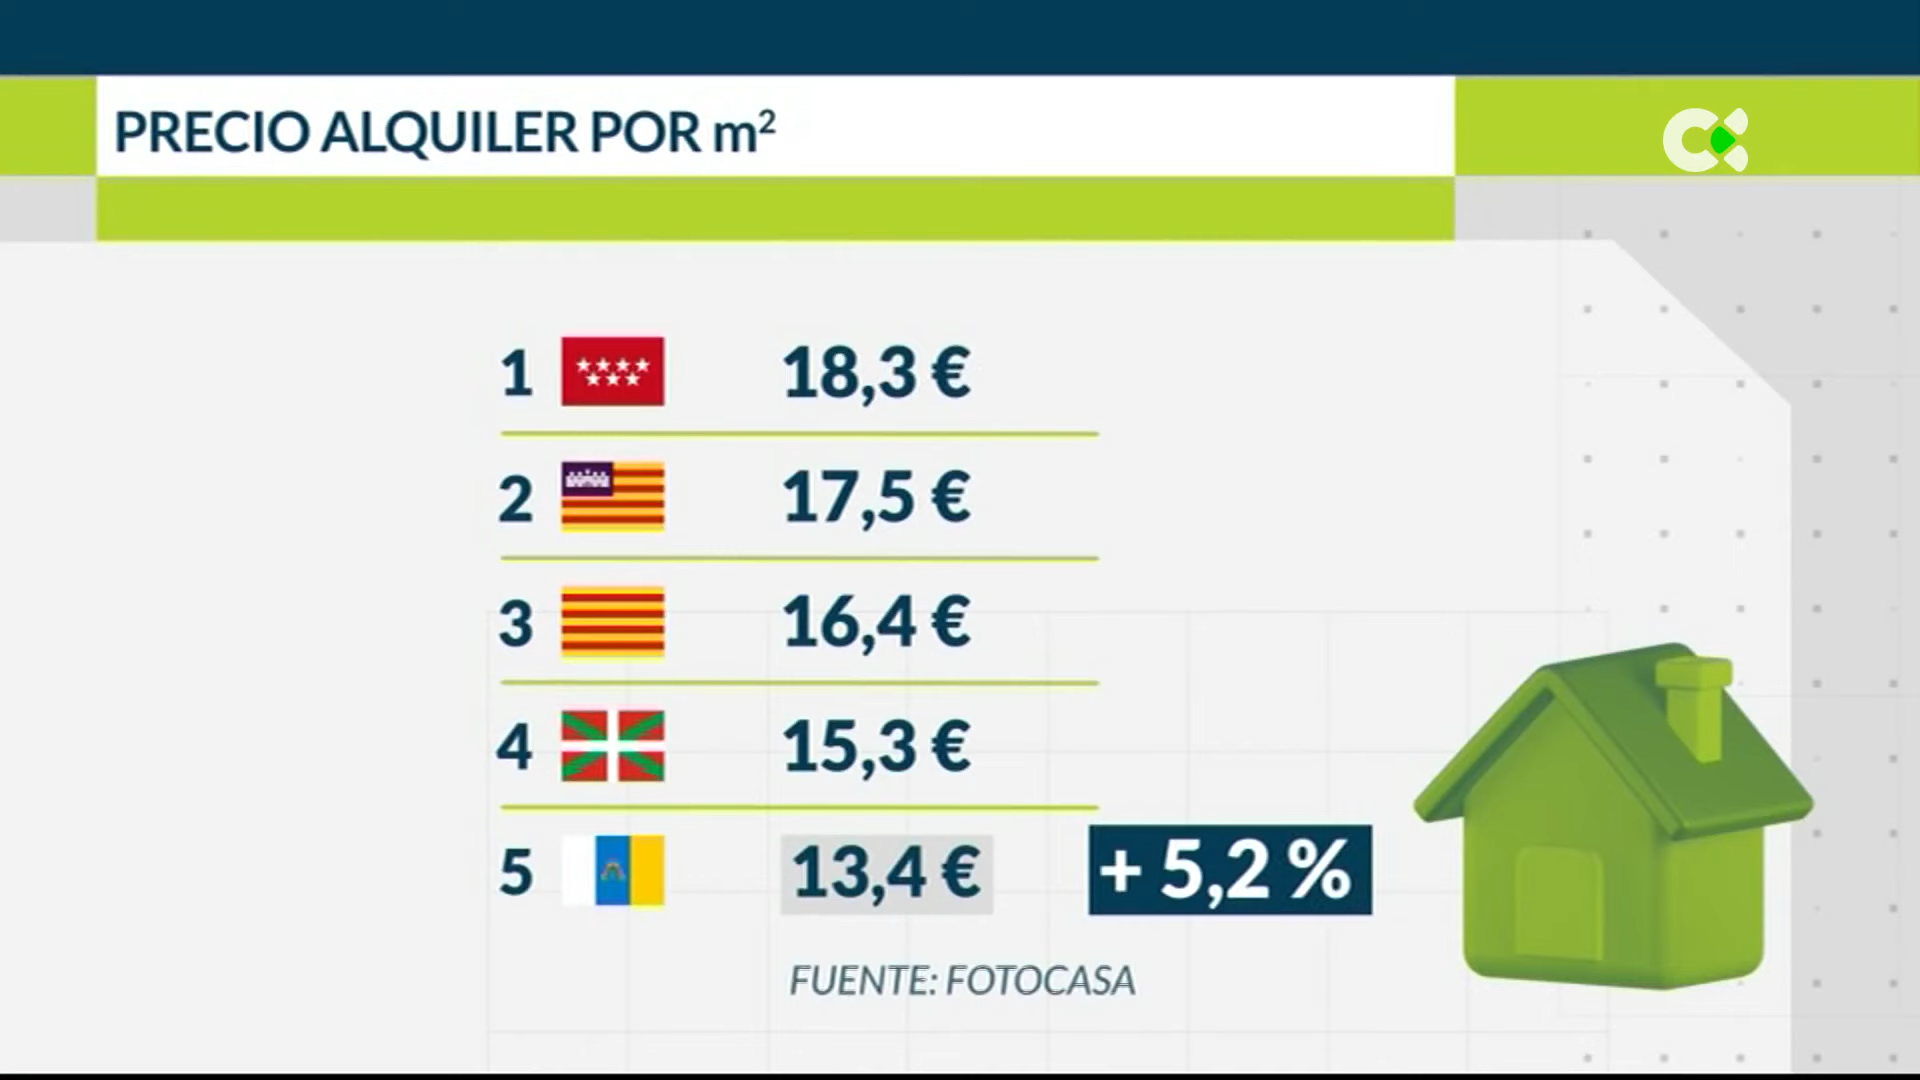 PRECIO ALQUILER POR m²
1 18,3 €
2 17,5 €
3 16,4 €
4 15,3 €
5 13,4 € + 5,2 %
FUENTE: FOTOCASA